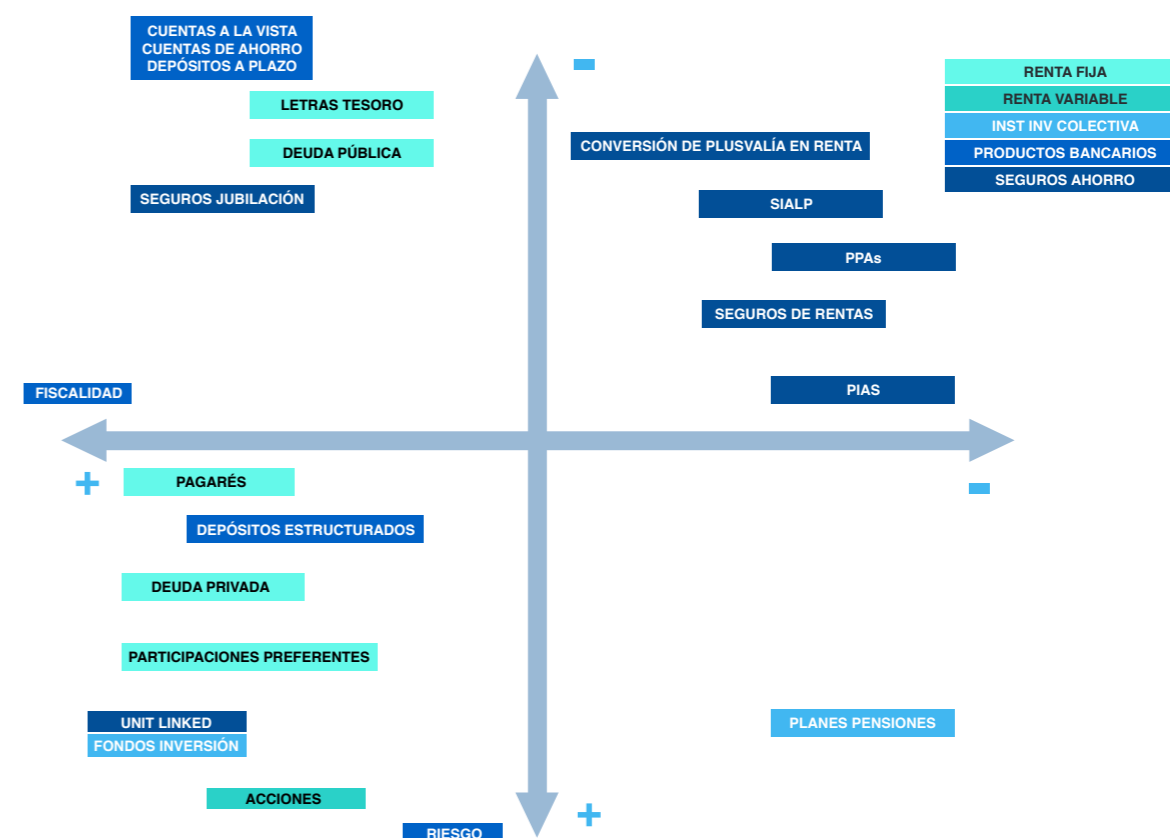 CUENTAS A LA VISTA
CUENTAS DE AHORRO
DEPÓSITOS A PLAZO
-
RENTA FIJA
RENTA VARIABLE
INST INV COLECTIVA
PRODUCTOS BANCARIOS
SEGUROS AHORRO
LETRAS TESORO
DEUDA PÚBLICA
CONVERSIÓN DE PLUSVALÍA EN RENTA
SEGUROS JUBILACIÓN
SIALP
PPAs
SEGUROS DE RENTAS
FISCALIDAD
PIAS
+
-
PAGARÉS
DEPÓSITOS ESTRUCTURADOS
DEUDA PRIVADA
PARTICIPACIONES PREFERENTES
UNIT LINKED
FONDOS INVERSIÓN
PLANES PENSIONES
ACCIONES
+
RIESGO